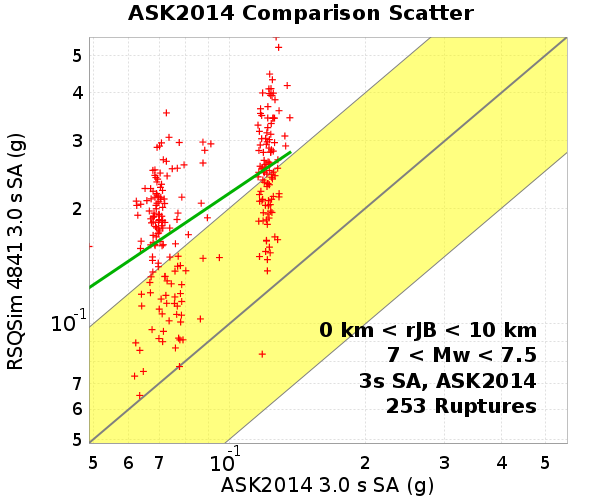 ASK2014 Comparison Scatter
RSQSim 4841 3.0 s SA (g)
5
4
3
2
10-1
7
6
5
0 km < rJB < 10 km
7 < Mw < 7.5
3s SA, ASK2014
253 Ruptures
5 6 7 10-1 2 3 4 5
ASK2014 3.0 s SA (g)